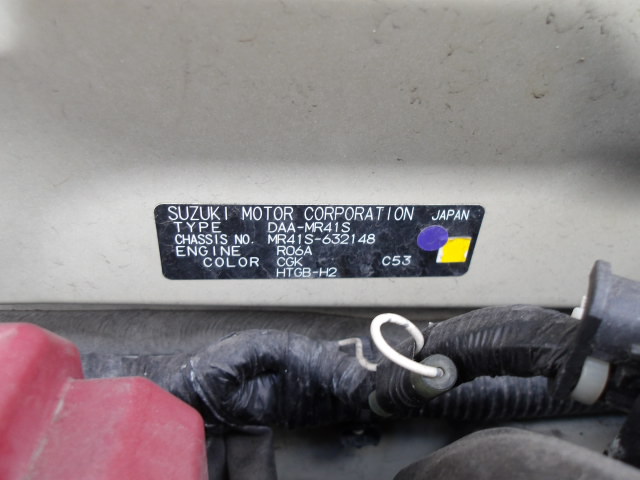 SUZUKI MOTOR CORPORATION JAPAN
TYPE DAA-MR41S
CHASSIS NO. MR41S-632148
ENGINE R06A
COLOR CGK C53
HTGB-H2